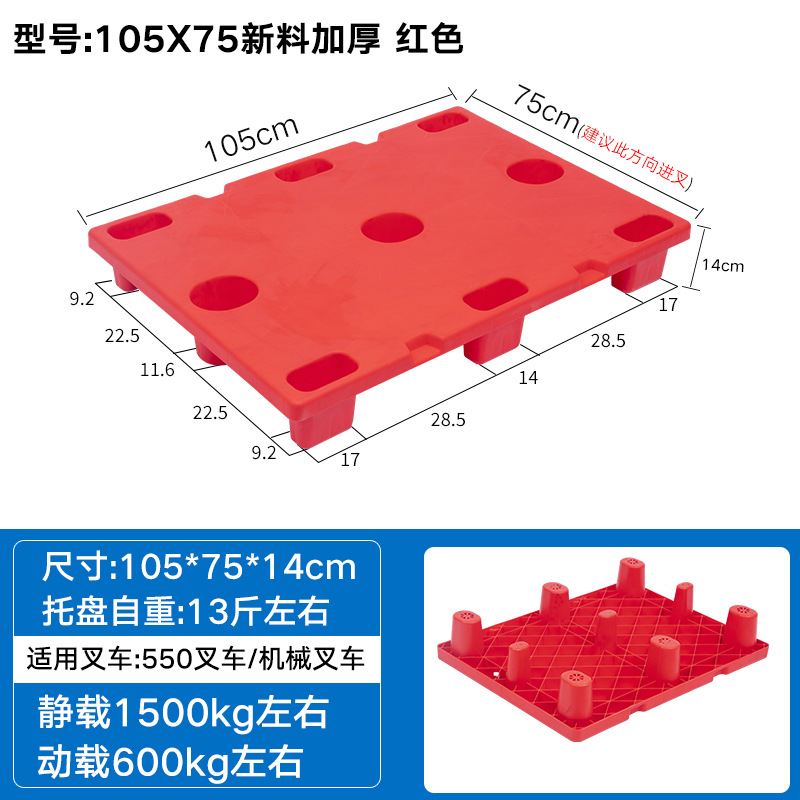 型号:105X75新料加厚 红色
105cm
75cm(建议此方向进叉)
14cm
9.2
22.5
11.6
22.5
9.2
17
28.5
14
28.5
17
尺寸:105*75*14cm
托盘自重:13斤左右
适用叉车:550叉车/机械叉车
静载1500kg左右
动载600kg左右